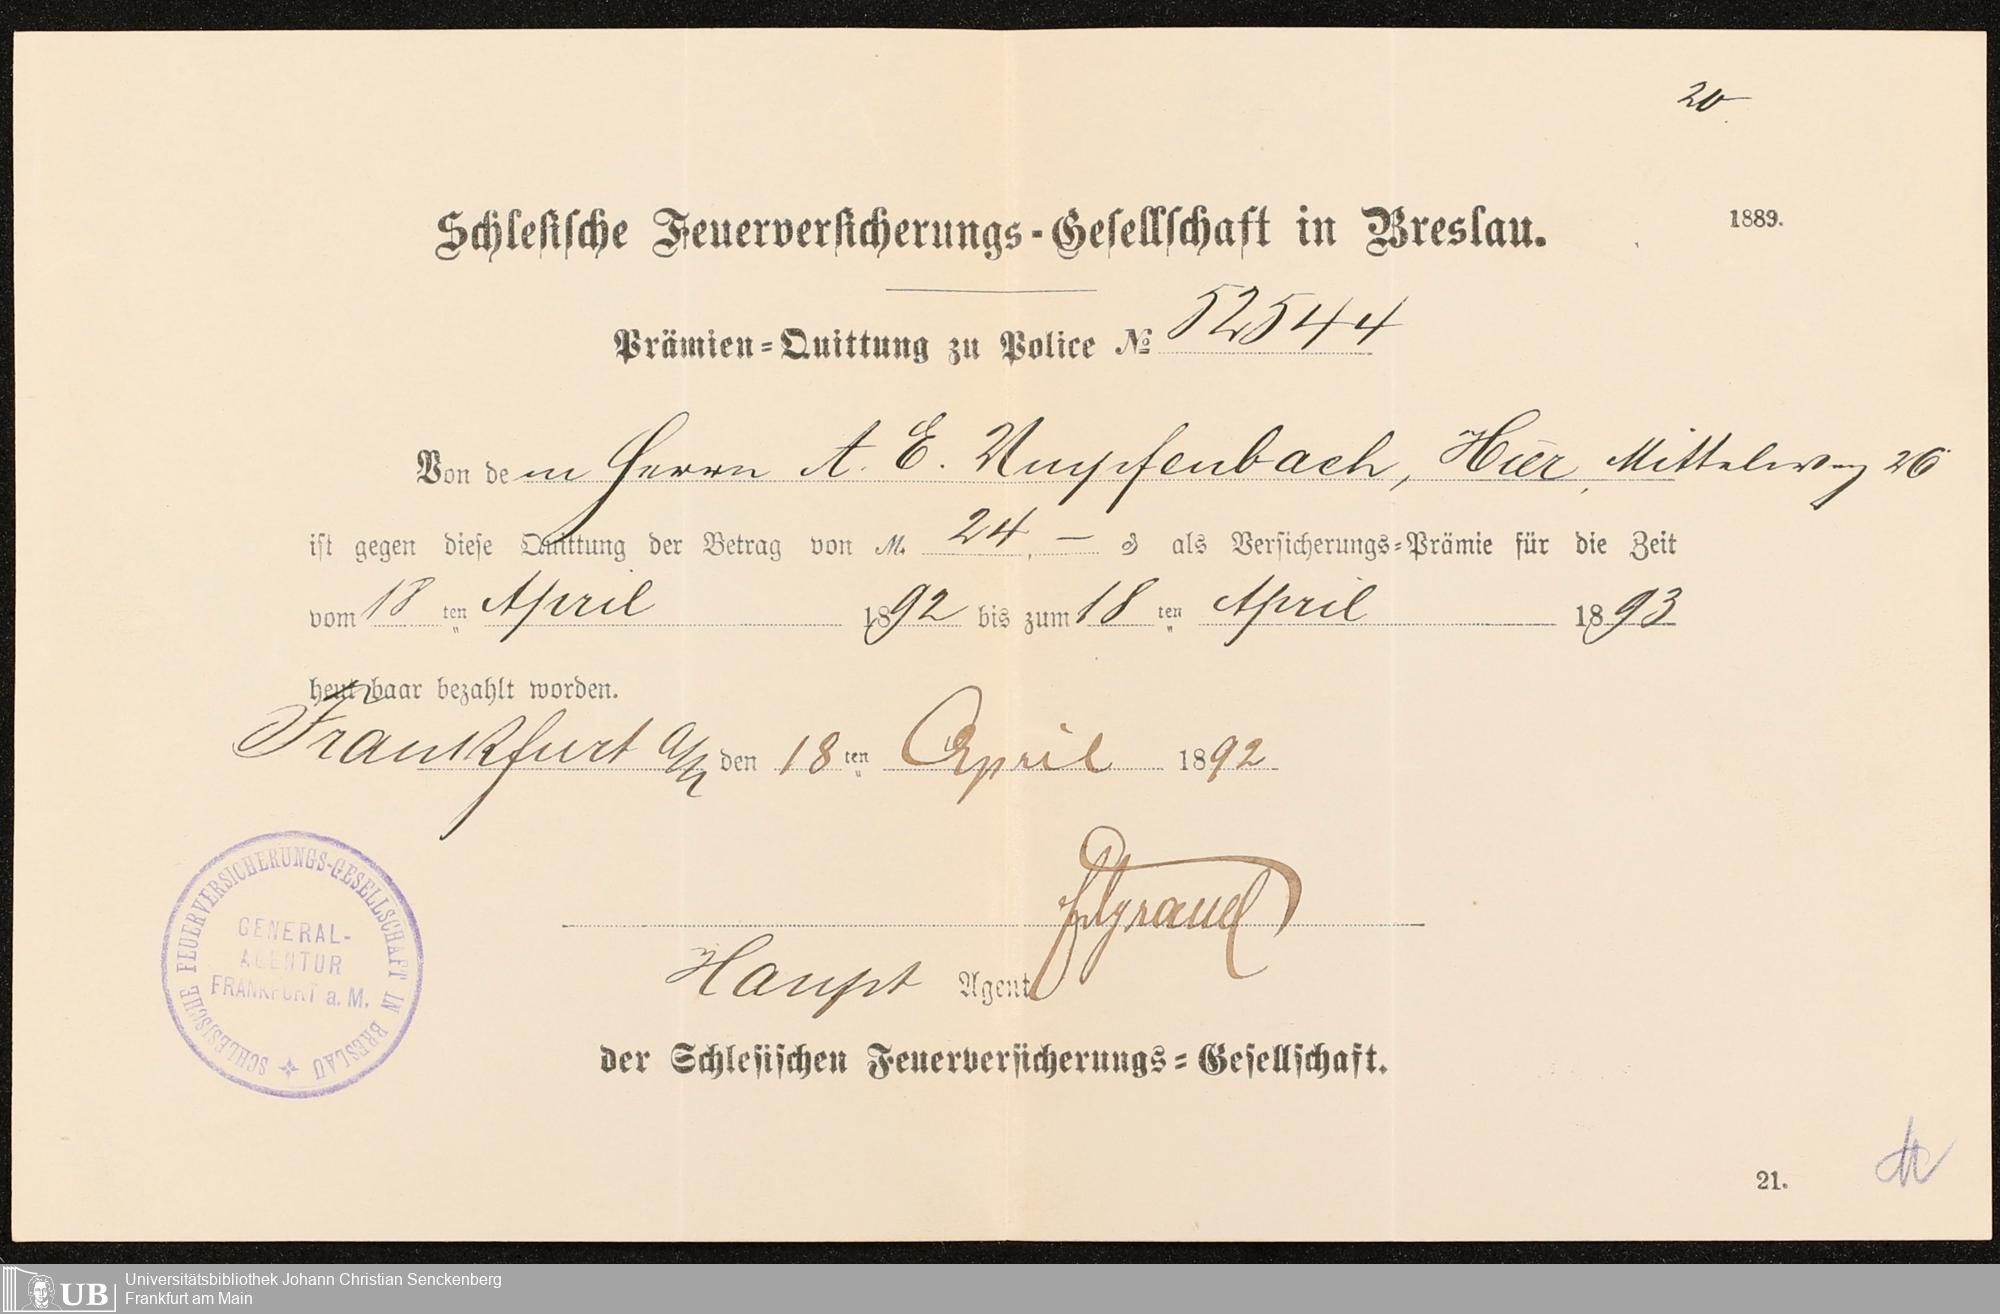 20
Schlesische Feuerversicherungs-Gesellschaft in Breslau.
1889.
Prämien-Quittung zu Police No 52544
Von dem Herrn A. E. Umpfenbach, Hier, Mittelweg 26
ist gegen diese Quittung der Betrag von M. 24,— ₰ als Versicherungs-Prämie für die Zeit
vom 18ten April 1892 bis zum 18ten April 1893
heut baar bezahlt worden.
Frankfurt a/M den 18ten April 1892
Haupt Agent
der Schlesischen Feuerversicherungs-Gesellschaft.
SCHLESISCHE FEUERVERSICHERUNGS-GESELLSCHAFT IN BRESLAU
GENERAL-
AGENTUR
FRANKFURT a. M.
21.
UB
Universitätsbibliothek Johann Christian Senckenberg
Frankfurt am Main